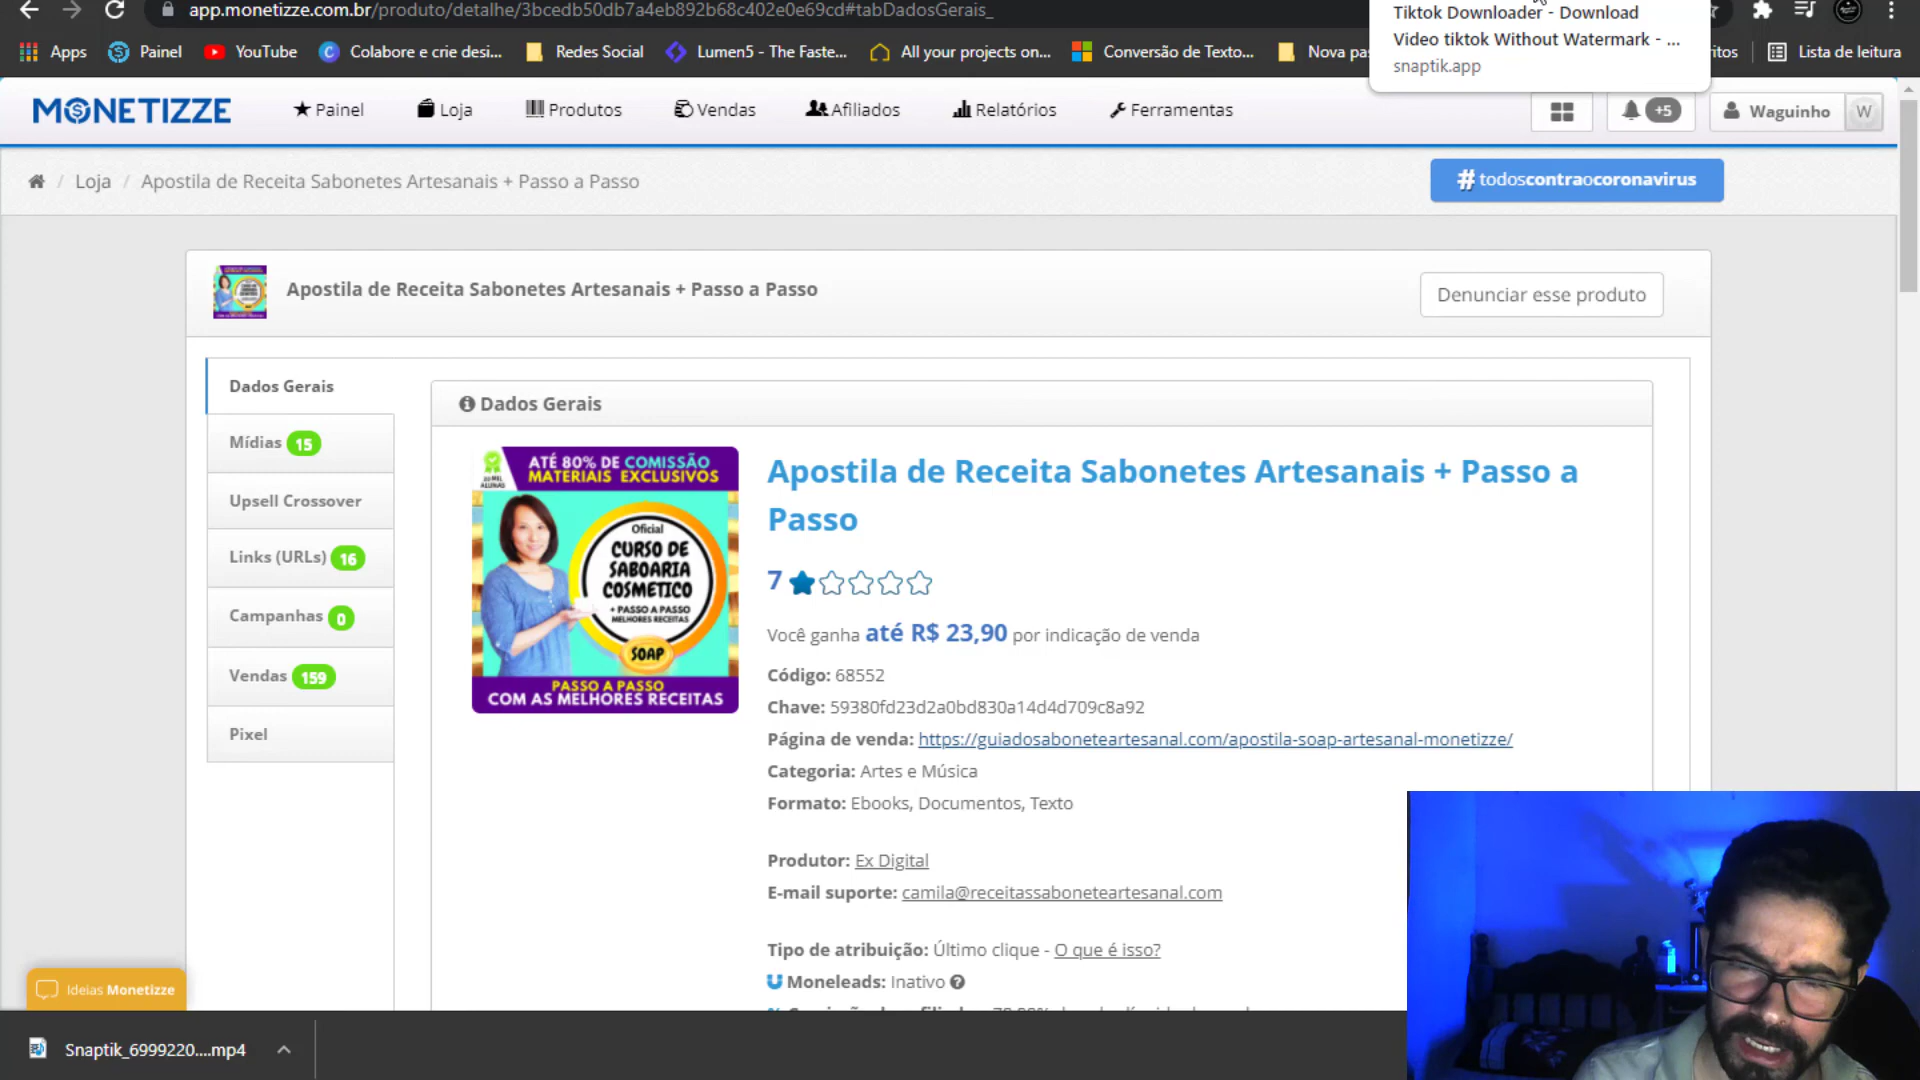 app.monetizze.com.br/produto/detalhe/3bcedb50db7a4eb892b68c402e0e69cd#tabDadosGerais_
Tiktok Downloader - Download
Video tiktok Without Watermark - ...
snaptik.app
Apps
Painel
YouTube
Colabore e crie desi...
Redes Social
Lumen5 - The Faste...
All your projects on...
Conversão de Texto...
Nova pas
itos
Lista de leitura
MONETIZZE
Painel
Loja
Produtos
Vendas
Afiliados
Relatórios
Ferramentas
+5
Waguinho
W
/ Loja / Apostila de Receita Sabonetes Artesanais + Passo a Passo
#todoscontraocoronavirus
Apostila de Receita Sabonetes Artesanais + Passo a Passo
Denunciar esse produto
Dados Gerais
Mídias 15
Upsell Crossover
Links (URLs) 16
Campanhas 0
Vendas 159
Pixel
Dados Gerais
ATÉ 80% DE COMISSÃO
MATERIAIS EXCLUSIVOS
Oficial
CURSO DE
SABOARIA
COSMETICO
+ PASSO A PASSO
MELHORES RECEITAS
SOAP
PASSO A PASSO
COM AS MELHORES RECEITAS
Apostila de Receita Sabonetes Artesanais + Passo a
Passo
7
Você ganha até R$ 23,90 por indicação de venda
Código: 68552
Chave: 59380fd23d2a0bd830a14d4d709c8a92
Página de venda: https://guiadosaboneteartesanal.com/apostila-soap-artesanal-monetizze/
Categoria: Artes e Música
Formato: Ebooks, Documentos, Texto
Produtor: Ex Digital
E-mail suporte: camila@receitassaboneteartesanal.com
Tipo de atribuição: Último clique - O que é isso?
Moneleads: Inativo
Ideias Monetizze
Snaptik_6999220....mp4